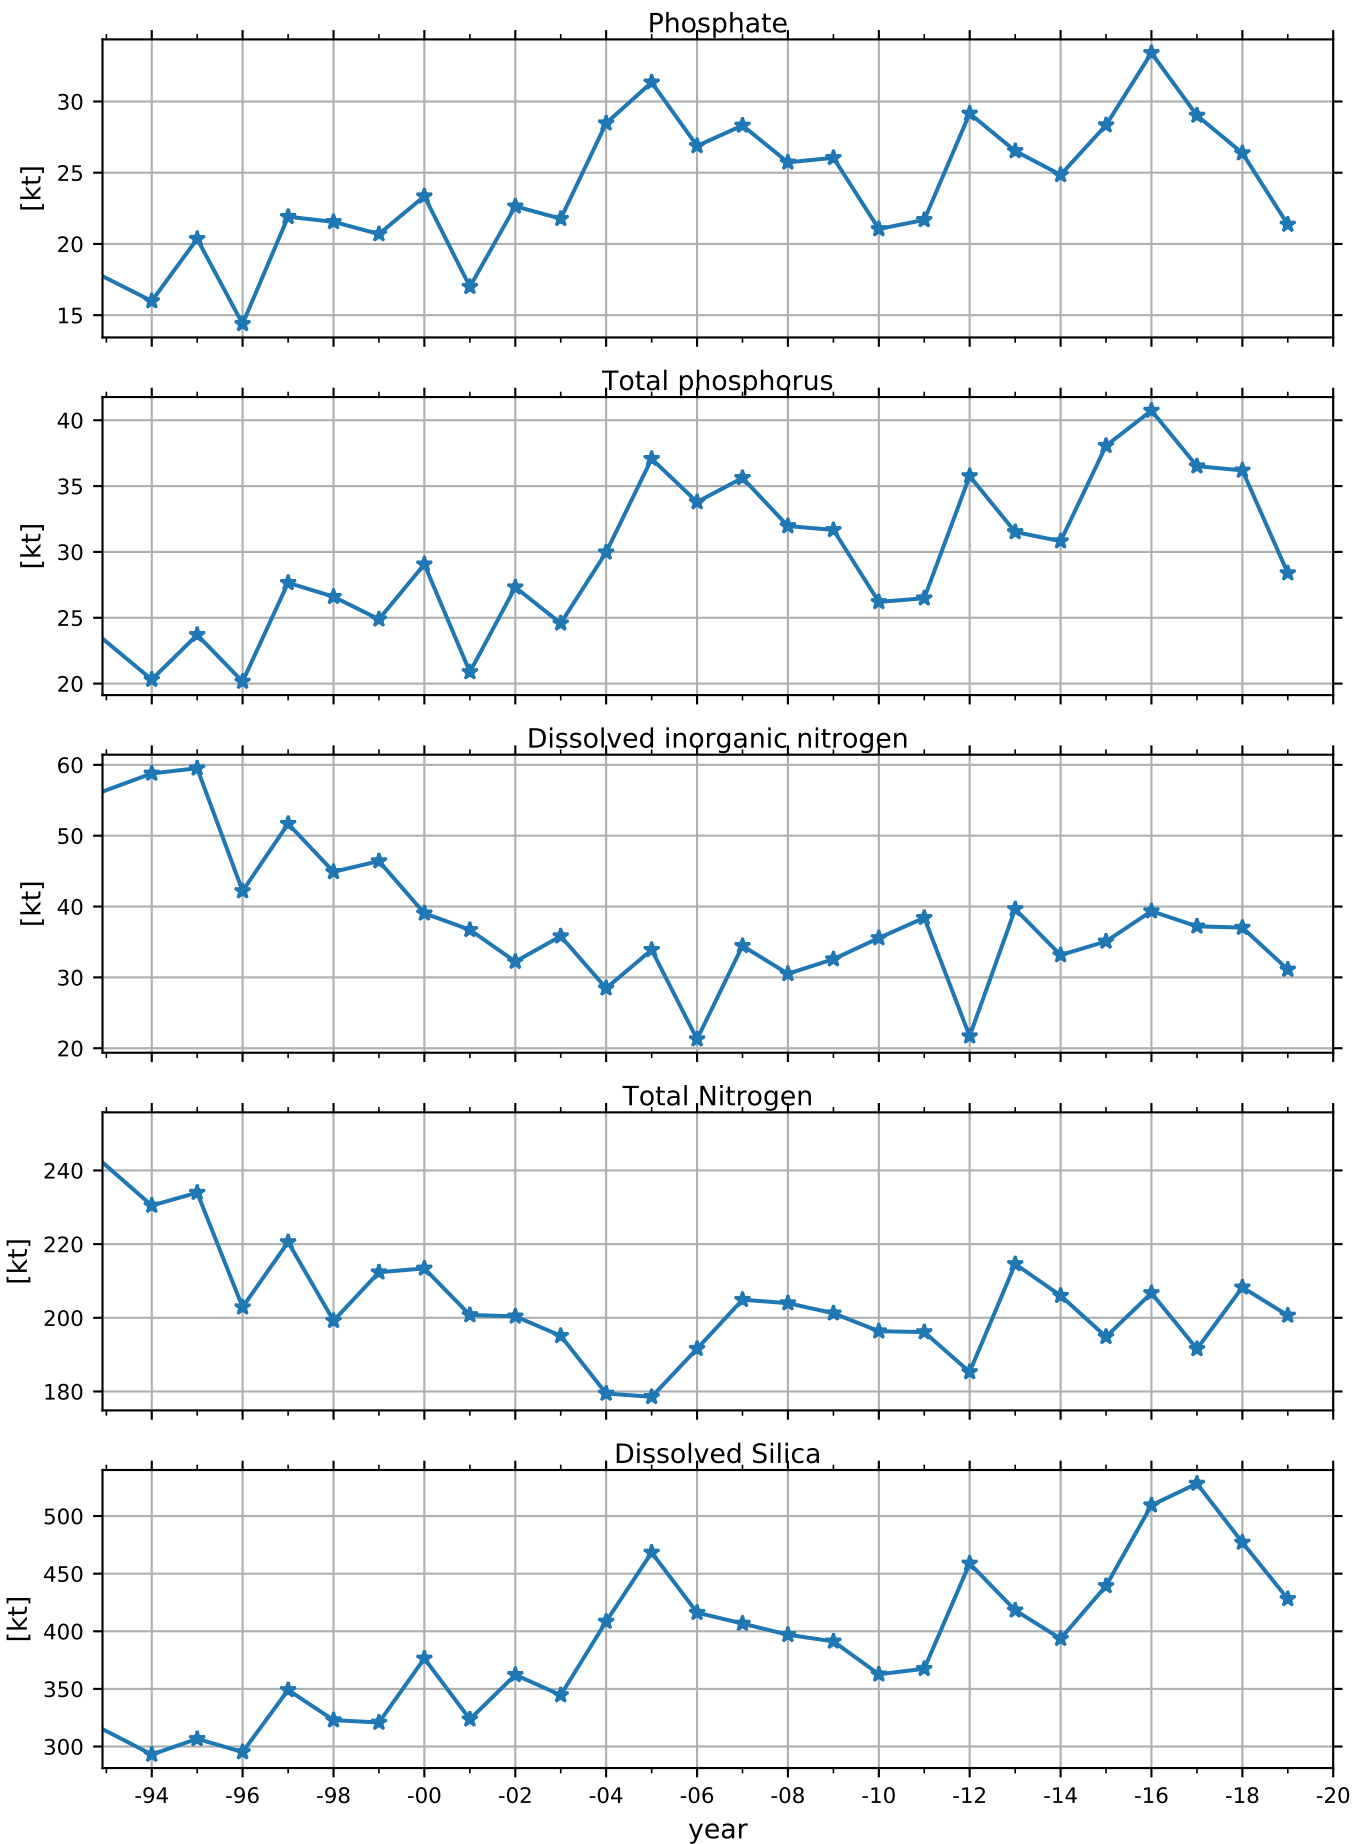 Phosphate
30
25
20
15
[kt]
Total phosphorus
40
35
30
25
20
[kt]
Dissolved inorganic nitrogen
60
50
40
30
20
[kt]
Total Nitrogen
240
220
200
180
[kt]
Dissolved Silica
500
450
400
350
300
[kt]
-94 -96 -98 -00 -02 -04 -06 -08 -10 -12 -14 -16 -18 -20
year